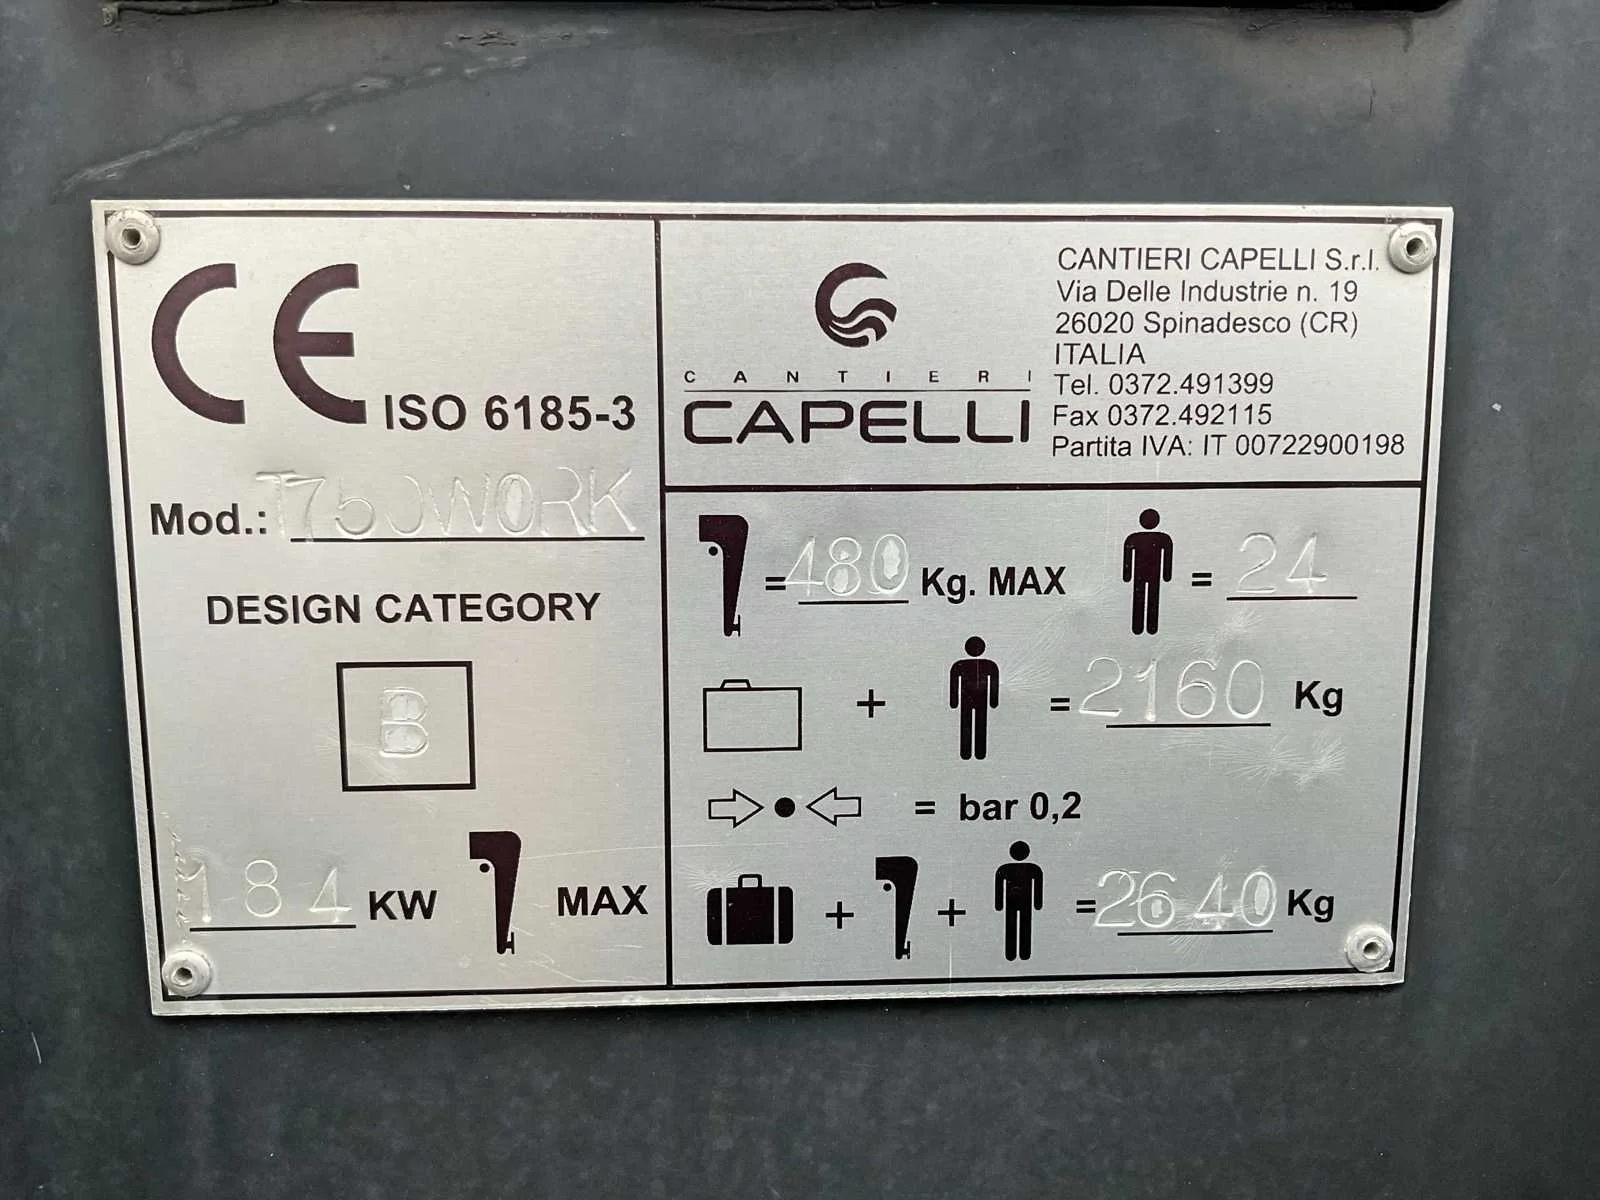 CE ISO 6185-3
Mod.: T750WORK
DESIGN CATEGORY
B
184 KW MAX
CANTIERI
CAPELLI
CANTIERI CAPELLI S.r.l.
Via Delle Industrie n. 19
26020 Spinadesco (CR)
ITALIA
Tel. 0372.491399
Fax 0372.492115
Partita IVA: IT 00722900198
=480 Kg. MAX = 24
+ =2160 Kg
= bar 0,2
+ + =2640 Kg